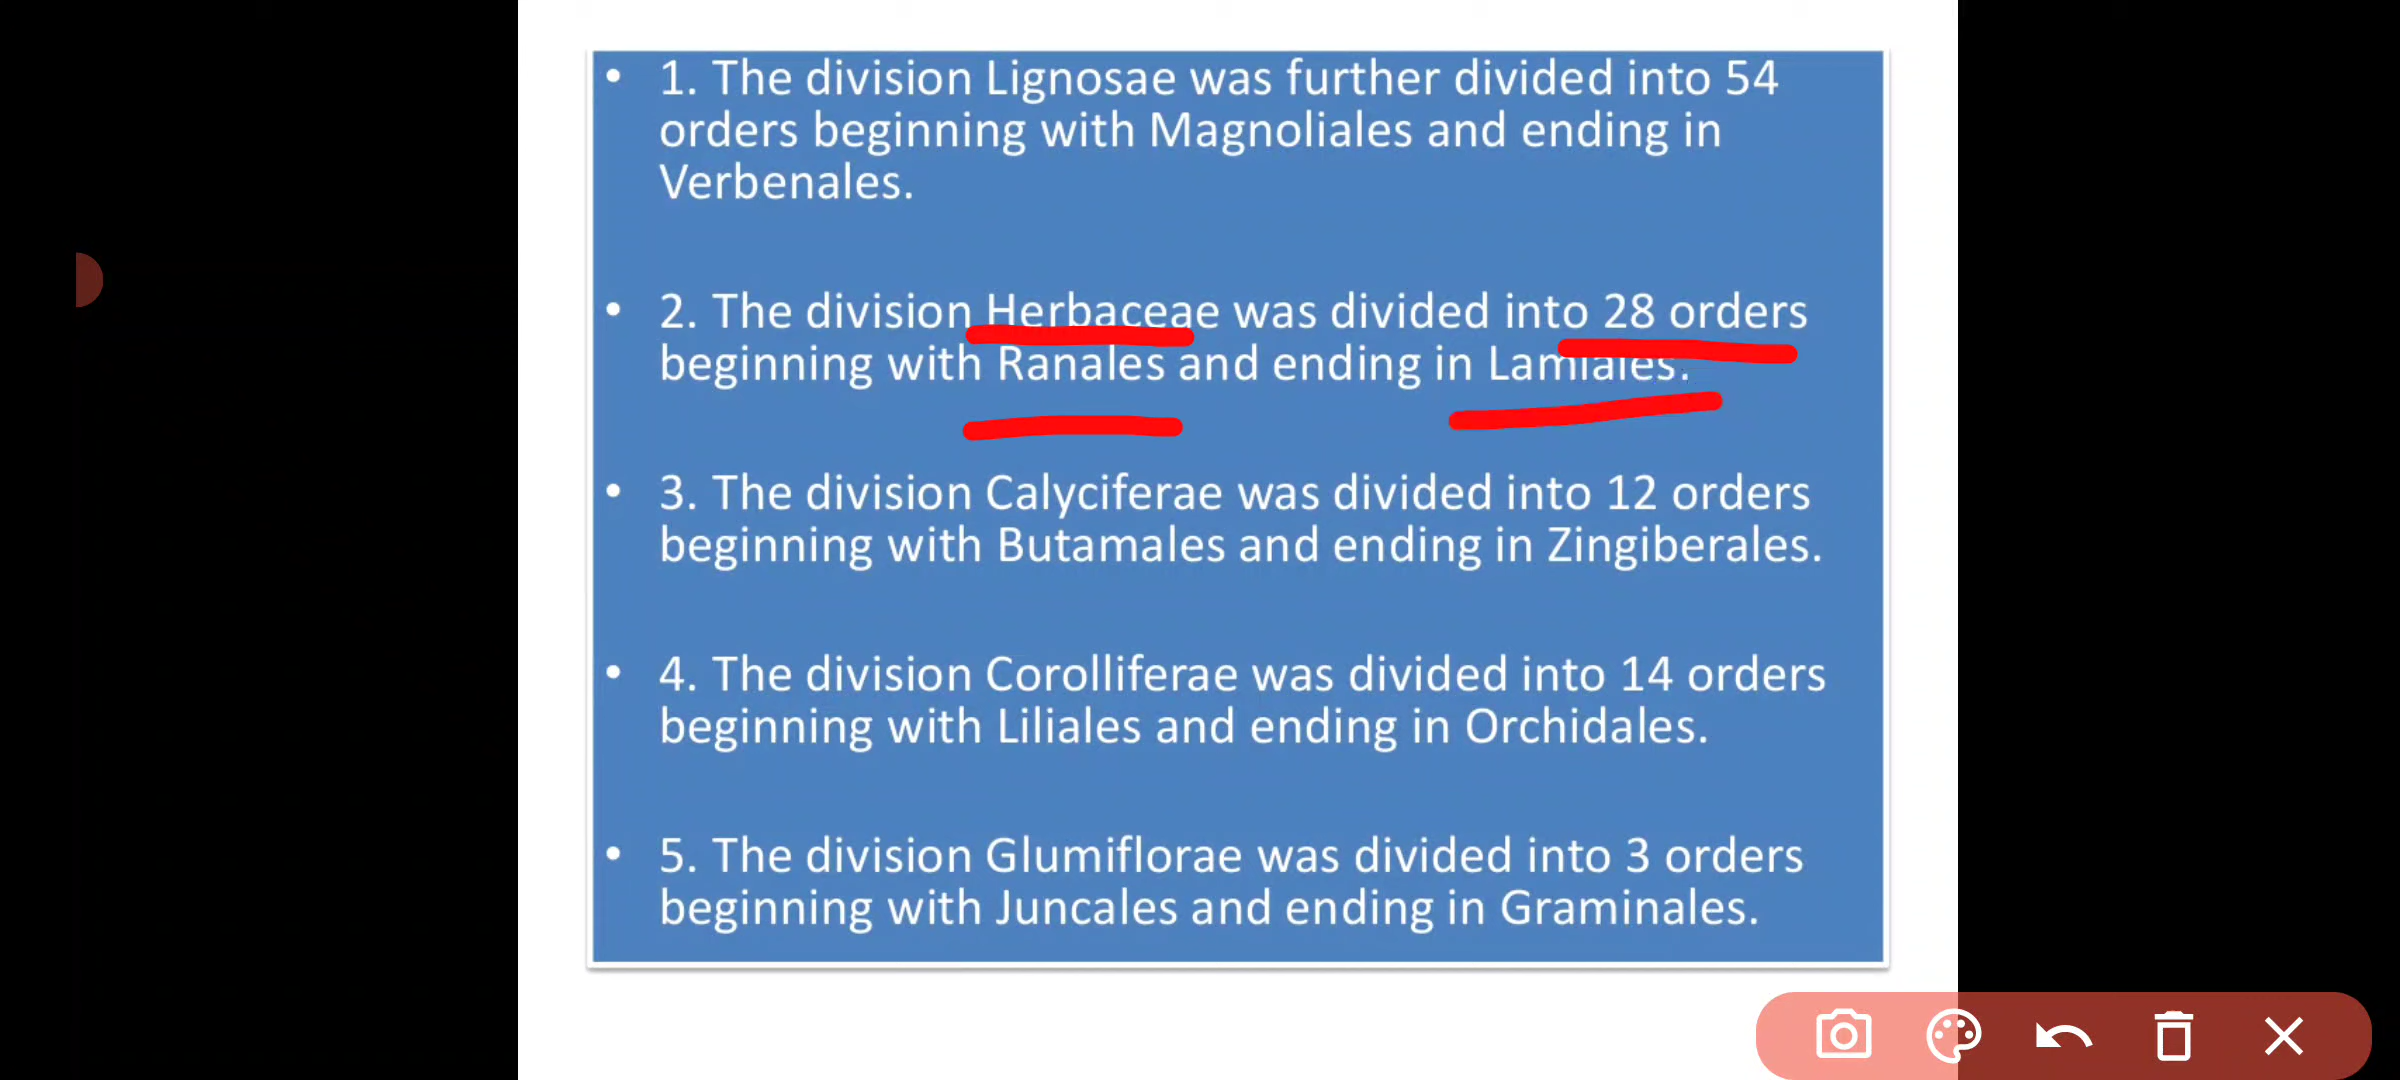 • 1. The division Lignosae was further divided into 54
orders beginning with Magnoliales and ending in
Verbenales.
• 2. The division Herbaceae was divided into 28 orders
beginning with Ranales and ending in Lamiales.
• 3. The division Calyciferae was divided into 12 orders
beginning with Butamales and ending in Zingiberales.
• 4. The division Corolliferae was divided into 14 orders
beginning with Liliales and ending in Orchidales.
• 5. The division Glumiflorae was divided into 3 orders
beginning with Juncales and ending in Graminales.